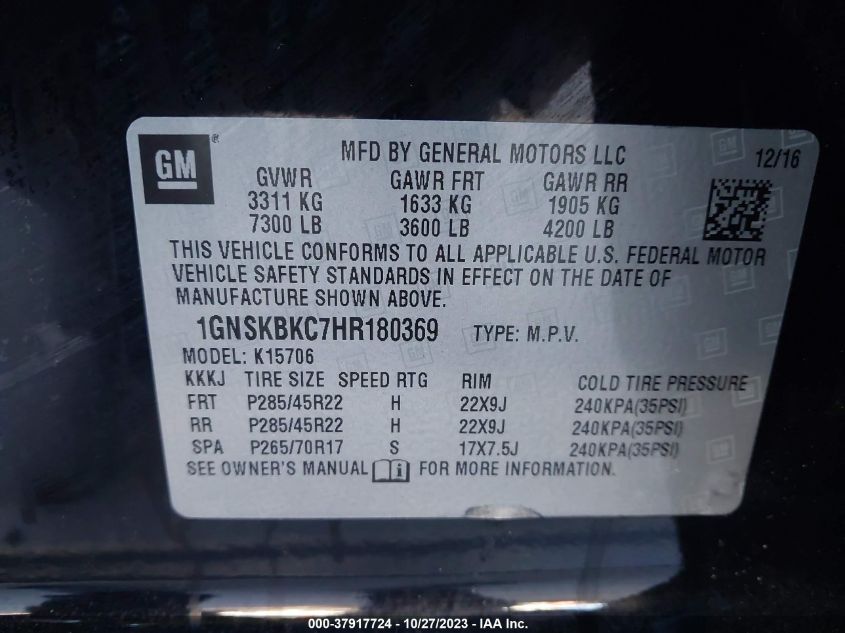 GM ®
MFD BY GENERAL MOTORS LLC 12/16
GVWR GAWR FRT GAWR RR
3311 KG 1633 KG 1905 KG
7300 LB 3600 LB 4200 LB
THIS VEHICLE CONFORMS TO ALL APPLICABLE U.S. FEDERAL MOTOR
VEHICLE SAFETY STANDARDS IN EFFECT ON THE DATE OF
MANUFACTURE SHOWN ABOVE.
1GNSKBKC7HR180369 TYPE: M.P.V.
MODEL: K15706
KKKJ TIRE SIZE SPEED RTG RIM COLD TIRE PRESSURE
FRT P285/45R22 H 22X9J 240KPA(35PSI)
RR P285/45R22 H 22X9J 240KPA(35PSI)
SPA P265/70R17 S 17X7.5J 240KPA(35PSI)
SEE OWNER'S MANUAL i FOR MORE INFORMATION.
000-37917724 - 10/27/2023 - IAAI.com